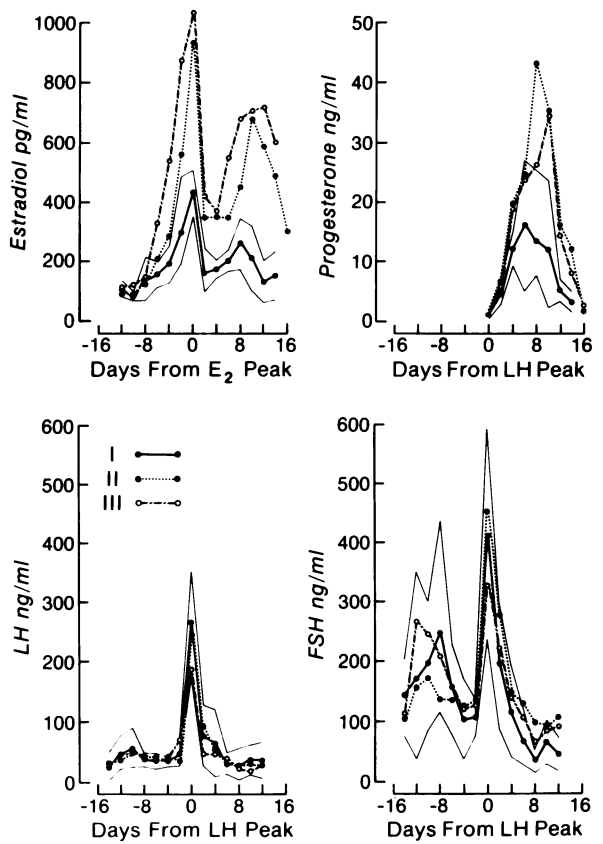 1000
800
600
400
200
0
Estradiol pg/ml
-16 -8 0 8 16
Days From E2 Peak
50
40
30
20
10
0
Progesterone ng/ml
-16 -8 0 8 16
Days From LH Peak
600
500
400
300
200
100
0
LH ng/ml
I
II
III
-16 -8 0 8 16
Days From LH Peak
600
500
400
300
200
100
0
FSH ng/ml
-16 -8 0 8 16
Days From LH Peak